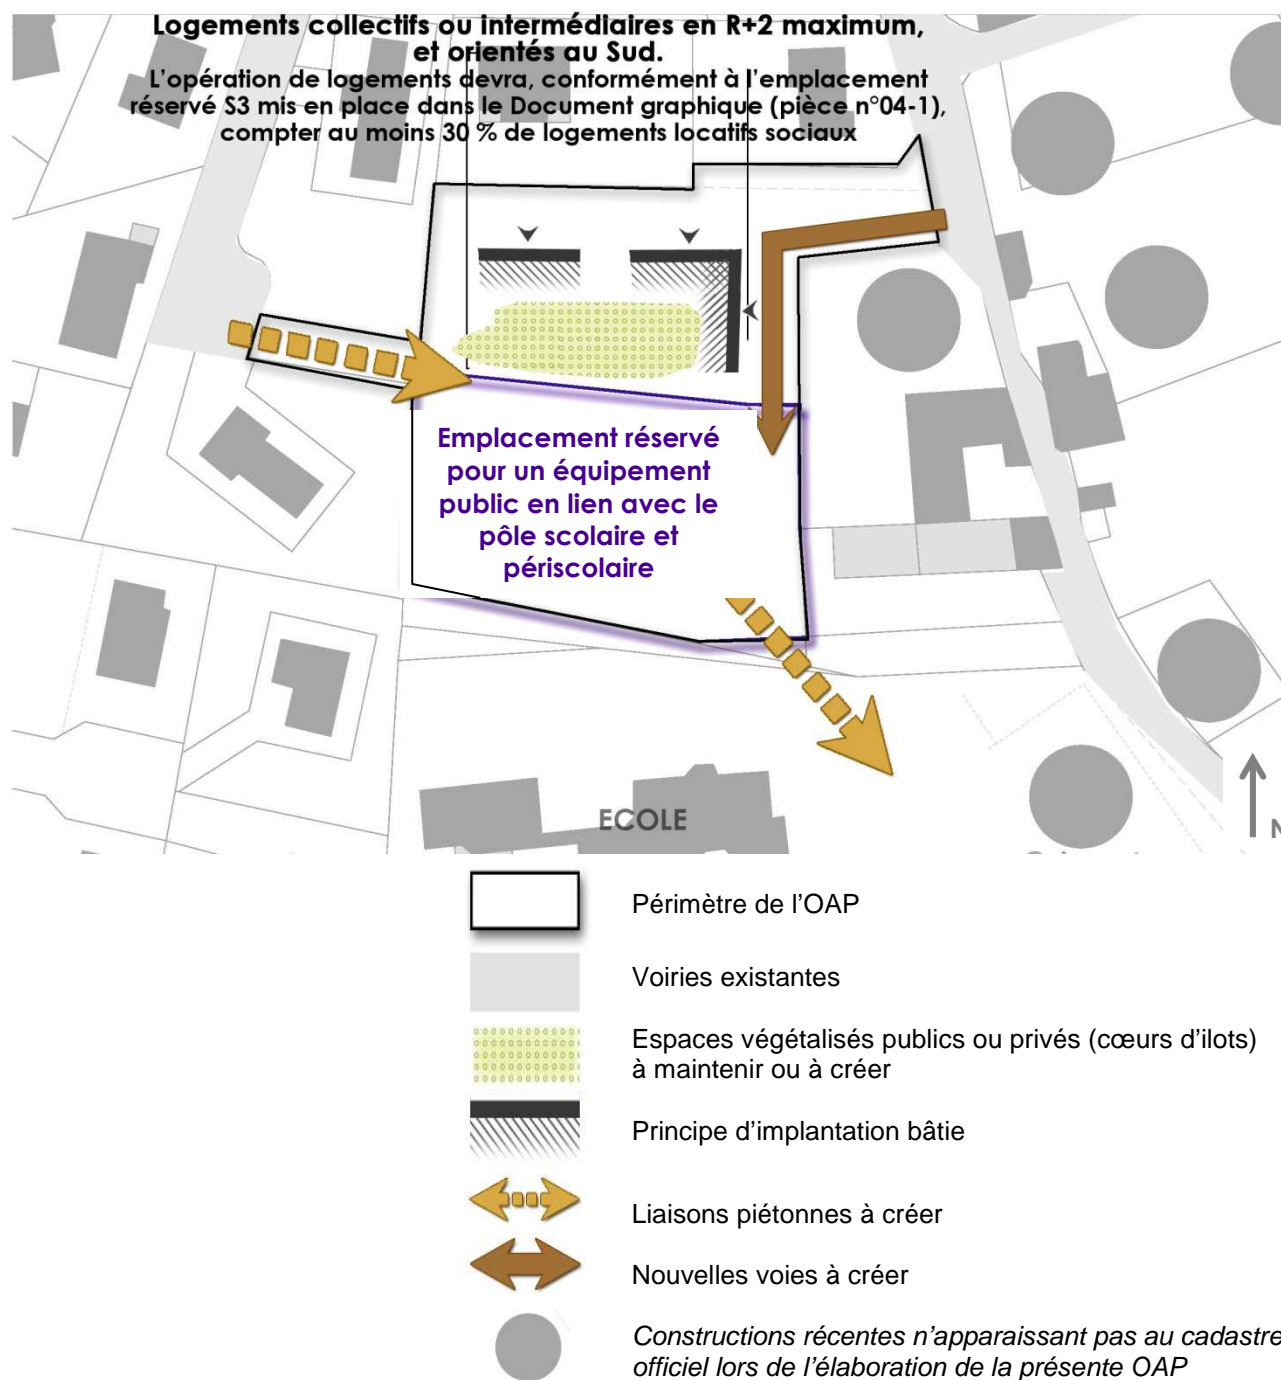 Logements collectifs ou intermédiaires en R+2 maximum,
et orientés au Sud.
L'opération de logements devra, conformément à l'emplacement
réservé S3 mis en place dans le Document graphique (pièce n°04-1),
compter au moins 30 % de logements locatifs sociaux
Emplacement réservé
pour un équipement
public en lien avec le
pôle scolaire et
périscolaire
ECOLE
N
Périmètre de l'OAP
Voiries existantes
Espaces végétalisés publics ou privés (cœurs d'ilots)
à maintenir ou à créer
Principe d'implantation bâtie
Liaisons piétonnes à créer
Nouvelles voies à créer
Constructions récentes n'apparaissant pas au cadastre
officiel lors de l'élaboration de la présente OAP